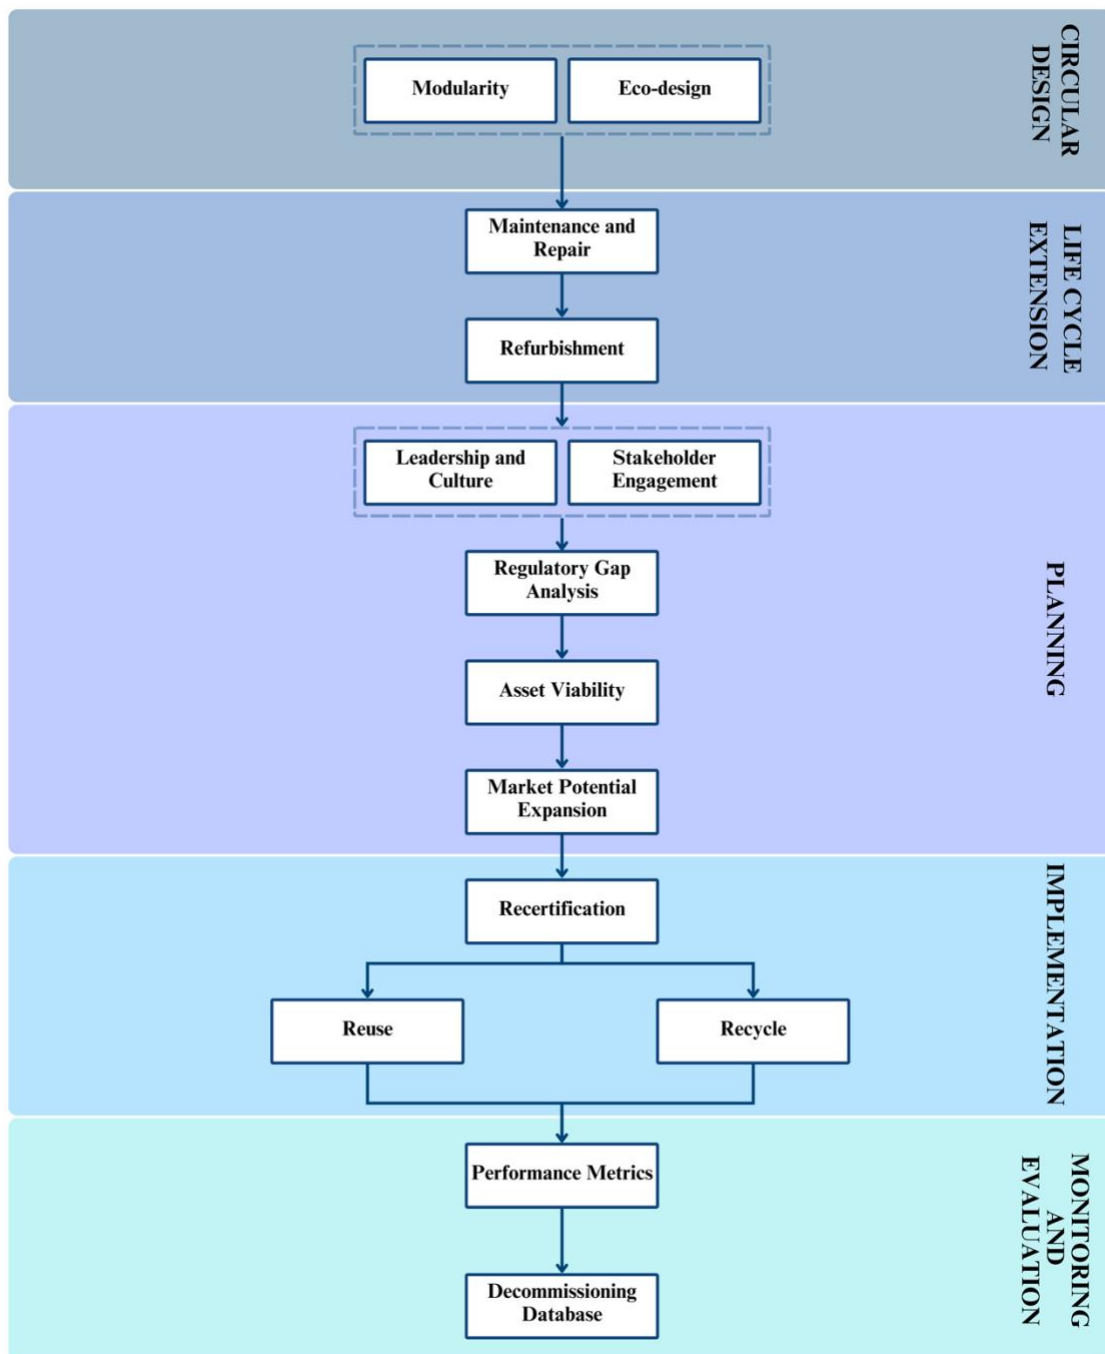 CIRCULAR
DESIGN
Modularity
Eco-design
LIFE CYCLE
EXTENSION
Maintenance and
Repair
Refurbishment
PLANNING
Leadership and
Culture
Stakeholder
Engagement
Regulatory Gap
Analysis
Asset Viability
Market Potential
Expansion
IMPLEMENTATION
Recertification
Reuse
Recycle
MONITORING
AND
EVALUATION
Performance Metrics
Decommissioning
Database